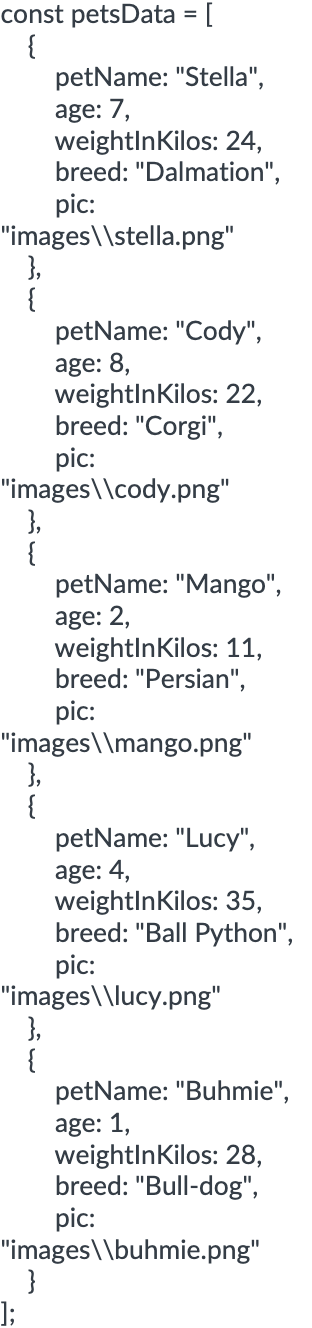 const petsData = [
{
petName: "Stella",
age: 7,
weightInKilos: 24,
breed: "Dalmation",
pic:
"images\\stella.png"
},
{
petName: "Cody",
age: 8,
weightInKilos: 22,
breed: "Corgi",
pic:
"images\\cody.png"
},
{
petName: "Mango",
age: 2,
weightInKilos: 11,
breed: "Persian",
pic:
"images\\mango.png"
},
{
petName: "Lucy",
age: 4,
weightInKilos: 35,
breed: "Ball Python",
pic:
"images\\lucy.png"
},
{
petName: "Buhmie",
age: 1,
weightInKilos: 28,
breed: "Bull-dog",
pic:
"images\\buhmie.png"
}
];